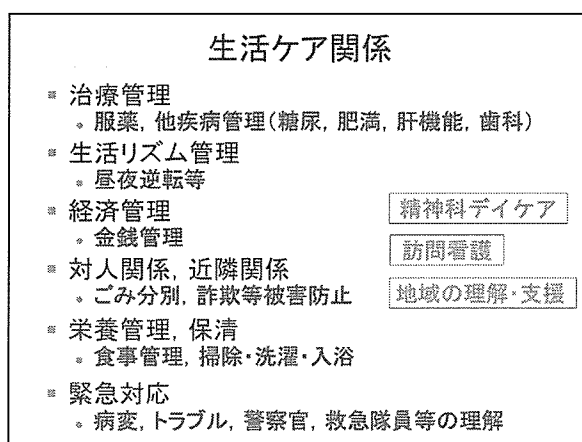 生活ケア関係
治療管理
服薬, 他疾病管理(糖尿, 肥満, 肝機能, 歯科)
生活リズム管理
昼夜逆転等
経済管理
精神科デイケア
金銭管理
訪問看護
対人関係, 近隣関係
ごみ分別, 詐欺等被害防止
地域の理解・支援
栄養管理, 保清
食事管理, 掃除・洗濯・入浴
緊急対応
病変, トラブル, 警察官, 救急隊員等の理解